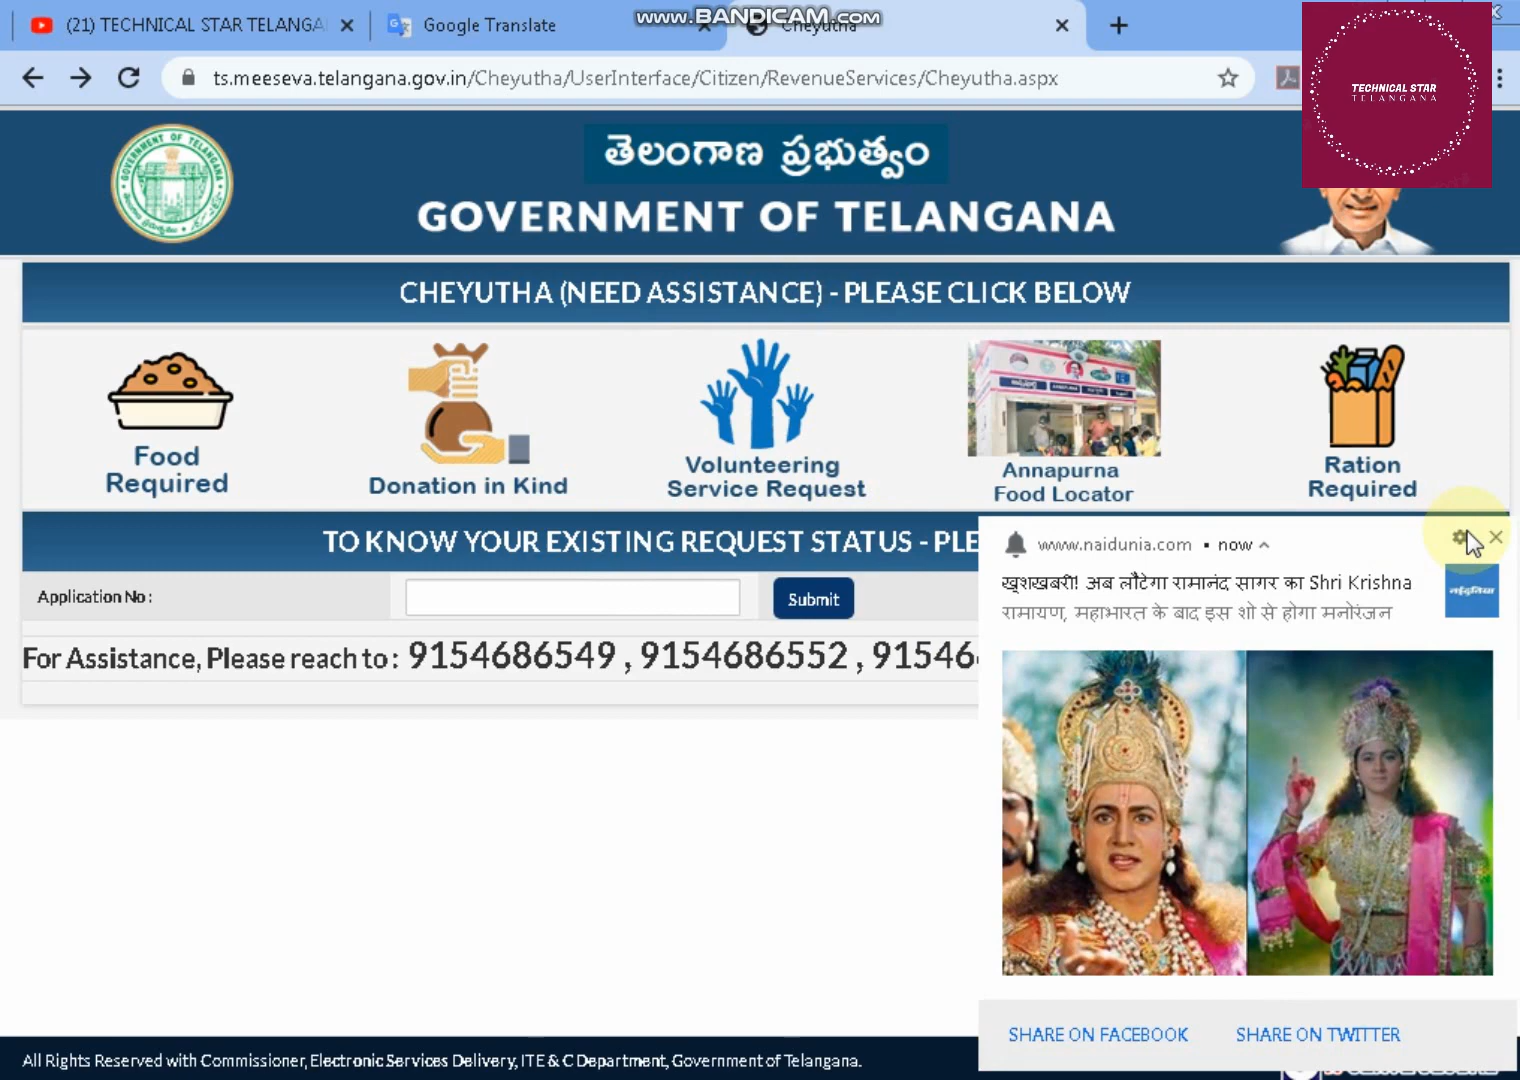 www.BANDICAM.com
(21) TECHNICAL STAR TELANGA
Google Translate
Cheyutha
ts.meeseva.telangana.gov.in/Cheyutha/UserInterface/Citizen/RevenueServices/Cheyutha.aspx
TECHNICAL STAR
TELANGANA
తెలంగాణ ప్రభుత్వం
GOVERNMENT OF TELANGANA
CHEYUTHA (NEED ASSISTANCE) - PLEASE CLICK BELOW
Food
Required
Donation in Kind
Volunteering
Service Request
Annapurna
Food Locator
Ration
Required
TO KNOW YOUR EXISTING REQUEST STATUS - PLE
Application No :
Submit
For Assistance, Please reach to : 9154686549 , 9154686552 , 91546
www.naidunia.com • now
खुशखबरी! अब लौटेगा रामानंद सागर का Shri Krishna
रामायण, महाभारत के बाद इस शो से होगा मनोरंजन
नईदुनिया
SHARE ON FACEBOOK
SHARE ON TWITTER
All Rights Reserved with Commissioner, Electronic Services Delivery, ITE & C Department, Government of Telangana.